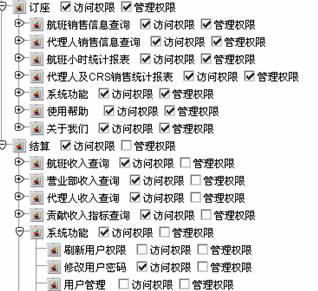 订座 访问权限 管理权限
航班销售信息查询 访问权限 管理权限
代理人销售信息查询 访问权限 管理权限
航班小时统计报表 访问权限 管理权限
代理人及CRS销售统计报表 访问权限 管理权限
系统功能 访问权限 管理权限
使用帮助 访问权限 管理权限
关于我们 访问权限 管理权限
结算 访问权限 管理权限
航班收入查询 访问权限 管理权限
营业部收入查询 访问权限 管理权限
代理人收入查询 访问权限 管理权限
贡献收入指标查询 访问权限 管理权限
系统功能 访问权限 管理权限
刷新用户权限 访问权限 管理权限
修改用户密码 访问权限 管理权限
用户管理 访问权限 管理权限